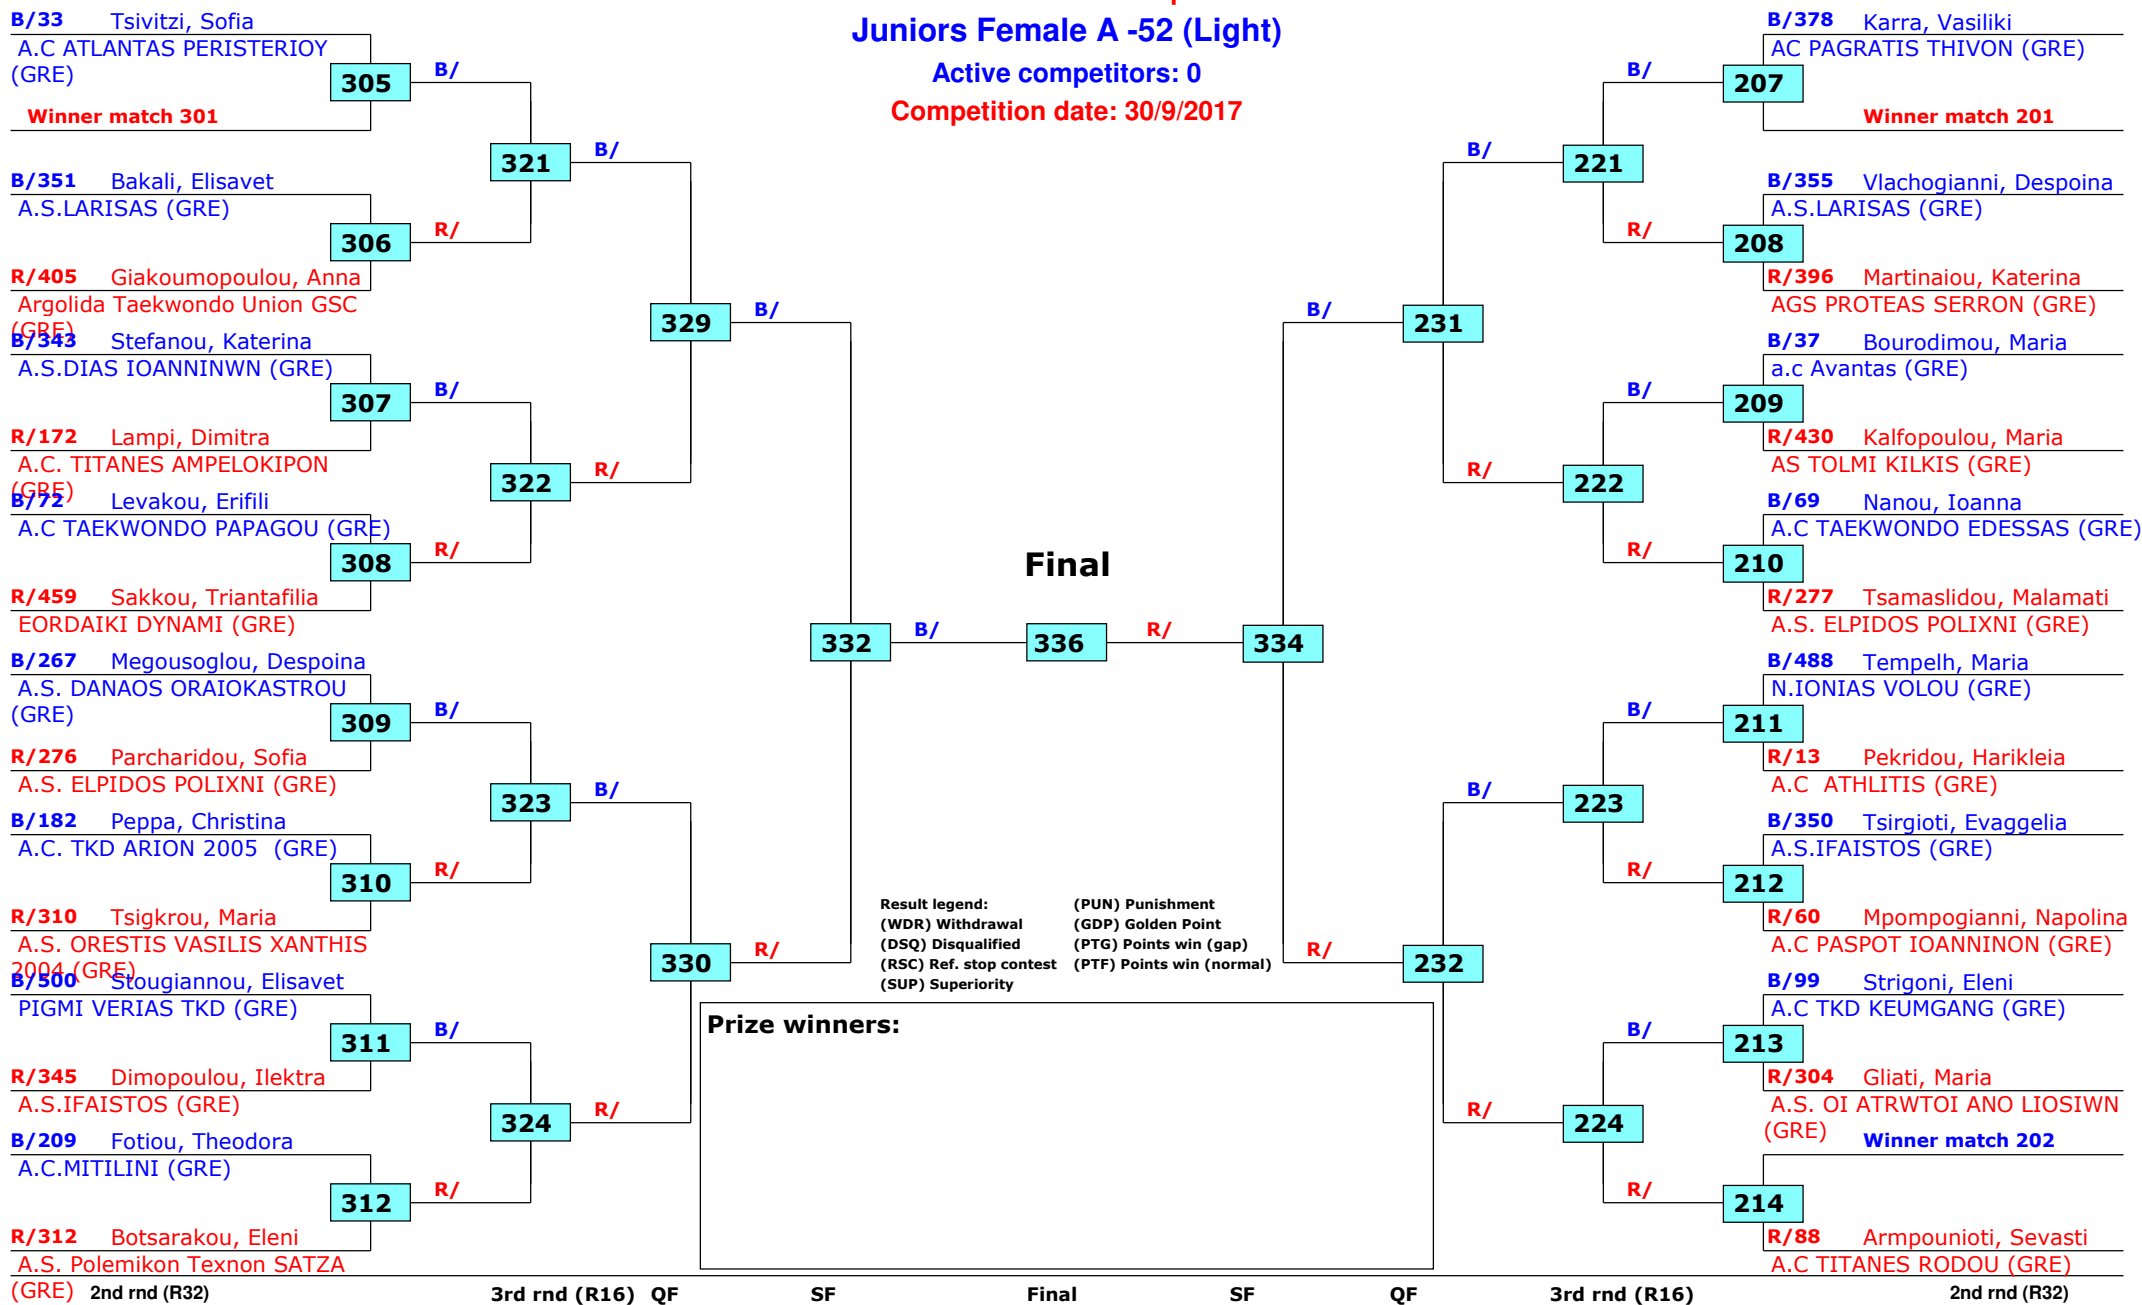 Juniors Female A -52 (Light)
Active competitors: 0
Competition date: 30/9/2017
B/33 Tsivitzi, Sofia
A.C ATLANTAS PERISTERIOY
(GRE)
305
Winner match 301
B/351 Bakali, Elisavet
A.S.LARISAS (GRE)
306
R/405 Giakoumopoulou, Anna
Argolida Taekwondo Union GSC
(GRE)
B/343 Stefanou, Katerina
A.S.DIAS IOANNINWN (GRE)
307
R/172 Lampi, Dimitra
A.C. TITANES AMPELOKIPON
(GRE)
B/72 Levakou, Erifili
A.C TAEKWONDO PAPAGOU (GRE)
308
R/459 Sakkou, Triantafilia
EORDAIKI DYNAMI (GRE)
B/267 Megousoglou, Despoina
A.S. DANAOS ORAIOKASTROU
(GRE)
309
R/276 Parcharidou, Sofia
A.S. ELPIDOS POLIXNI (GRE)
B/182 Peppa, Christina
A.C. TKD ARION 2005 (GRE)
310
R/310 Tsigkrou, Maria
A.S. ORESTIS VASILIS XANTHIS
2004 (GRE)
B/500 Stougiannou, Elisavet
PIGMI VERIAS TKD (GRE)
311
R/345 Dimopoulou, Ilektra
A.S.IFAISTOS (GRE)
B/209 Fotiou, Theodora
A.C.MITILINI (GRE)
312
R/312 Botsarakou, Eleni
A.S. Polemikon Texnon SATZA
(GRE)
B/
321
R/
B/
322
R/
B/
323
R/
B/
324
R/
B/
329
R/
B/
330
R/
B/
332
R/
Final
B/
336
R/
B/
334
R/
B/
231
R/
B/
232
R/
B/
221
R/
B/
222
R/
B/
223
R/
B/
224
R/
B/378 Karra, Vasiliki
AC PAGRATIS THIVON (GRE)
207
Winner match 201
B/355 Vlachogianni, Despoina
A.S.LARISAS (GRE)
208
R/396 Martinaiou, Katerina
AGS PROTEAS SERRON (GRE)
B/37 Bourodimou, Maria
a.c Avantas (GRE)
209
R/430 Kalfopoulou, Maria
AS TOLMI KILKIS (GRE)
B/69 Nanou, Ioanna
A.C TAEKWONDO EDESSAS (GRE)
210
R/277 Tsamaslidou, Malamati
A.S. ELPIDOS POLIXNI (GRE)
B/488 Tempelh, Maria
N.IONIAS VOLOU (GRE)
211
R/13 Pekridou, Harikleia
A.C ATHLITIS (GRE)
B/350 Tsirgioti, Evaggelia
A.S.IFAISTOS (GRE)
212
R/60 Mpompogianni, Napolina
A.C PASPOT IOANNINON (GRE)
B/99 Strigoni, Eleni
A.C TKD KEUMGANG (GRE)
213
R/304 Gliati, Maria
A.S. OI ATRWTOI ANO LIOSIWN
(GRE)
Winner match 202
214
R/88 Armpounioti, Sevasti
A.C TITANES RODOU (GRE)
Result legend: (PUN) Punishment
(WDR) Withdrawal (GDP) Golden Point
(DSQ) Disqualified (PTG) Points win (gap)
(RSC) Ref. stop contest (PTF) Points win (normal)
(SUP) Superiority
Prize winners:
2nd rnd (R32) 3rd rnd (R16) QF SF Final SF QF 3rd rnd (R16) 2nd rnd (R32)